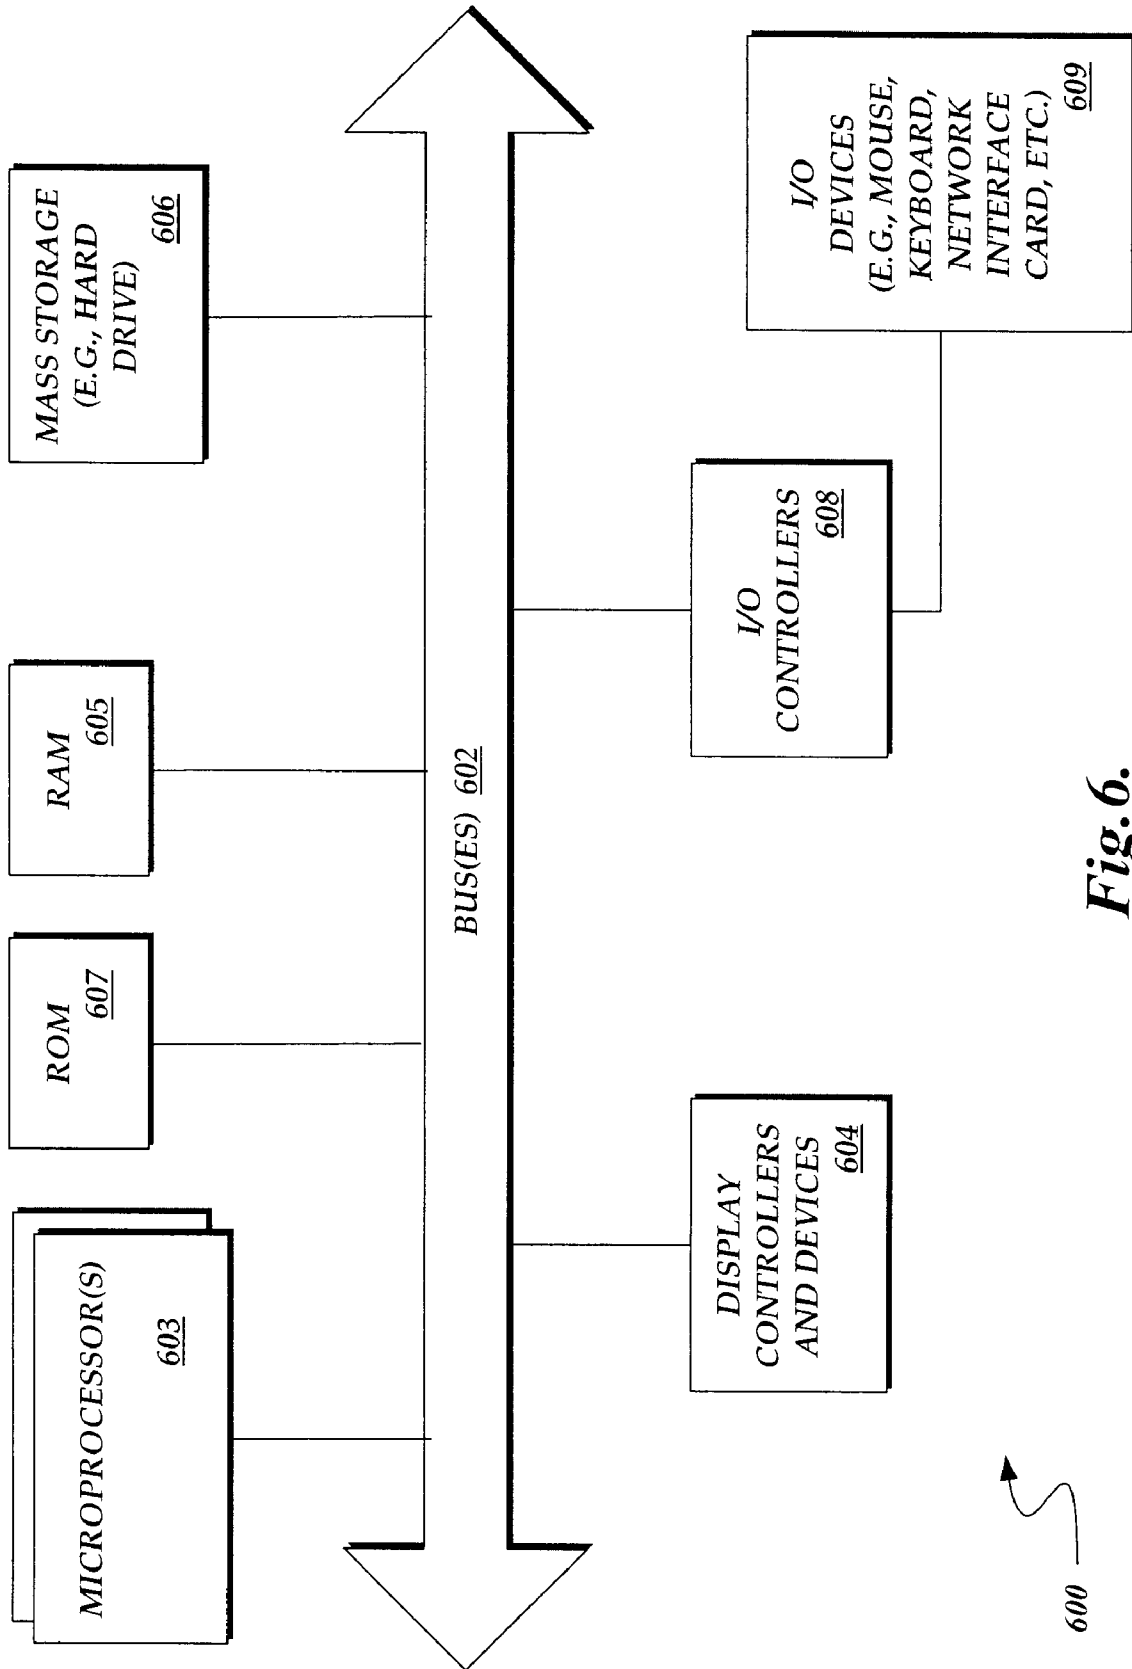 MICROPROCESSOR(S)
603
ROM
607
RAM
605
MASS STORAGE
(E.G., HARD
DRIVE)
606
BUS(ES) 602
DISPLAY
CONTROLLERS
AND DEVICES
604
I/O
CONTROLLERS
608
I/O
DEVICES
(E.G., MOUSE,
KEYBOARD,
NETWORK
INTERFACE
CARD, ETC.)
609
600
Fig.6.